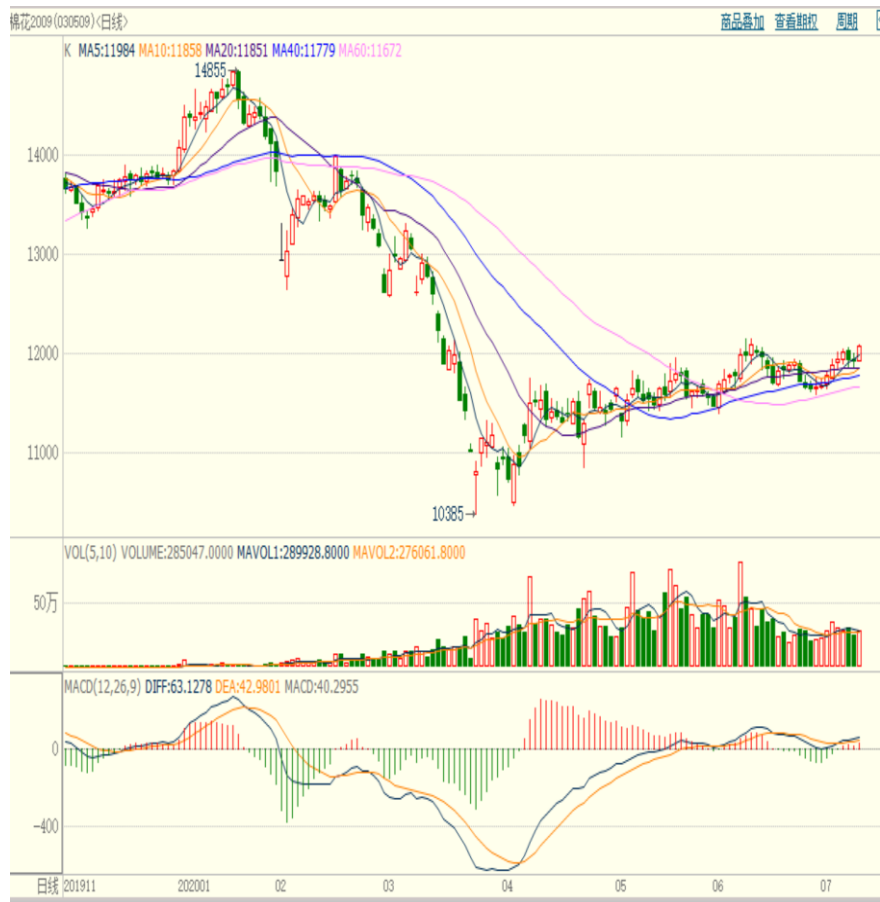 棉花2009(030509)<日线> 商品叠加 查看期权 周期
K MA5:11984 MA10:11858 MA20:11851 MA40:11779 MA60:11672
14855
14000
13000
12000
11000
10385
VOL(5,10) VOLUME:285047.0000 MAVOL1:289928.8000 MAVOL2:276061.8000
50万
MACD(12,26,9) DIFF:63.1278 DEA:42.9801 MACD:40.2955
0
-400
日线 201911 202001 02 03 04 05 06 07